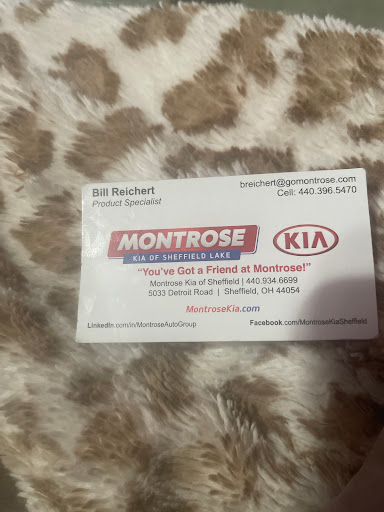 Bill Reichert
Product Specialist
breichert@gomontrose.com
Cell: 440.396.5470
MONTROSE
KIA OF SHEFFIELD LAKE
KIA
"You've Got a Friend at Montrose!"
Montrose Kia of Sheffield | 440.934.6699
5033 Detroit Road | Sheffield, OH 44054
MontroseKia.com
LinkedIn.com/in/MontroseAutoGroup
Facebook.com/MontroseKiaSheffield